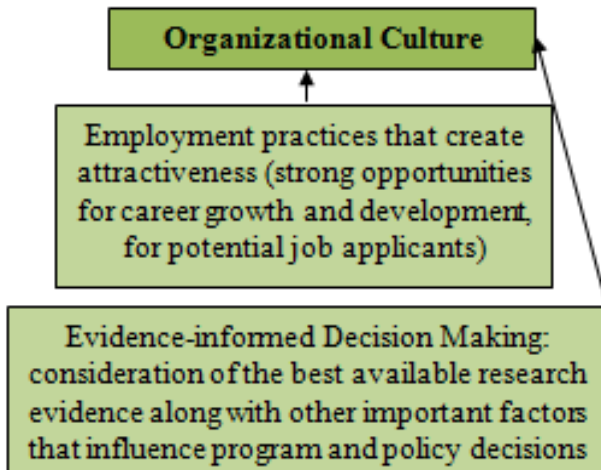 Organizational Culture
Employment practices that create
attractiveness (strong opportunities
for career growth and development,
for potential job applicants)
Evidence-informed Decision Making:
consideration of the best available research
evidence along with other important factors
that influence program and policy decisions